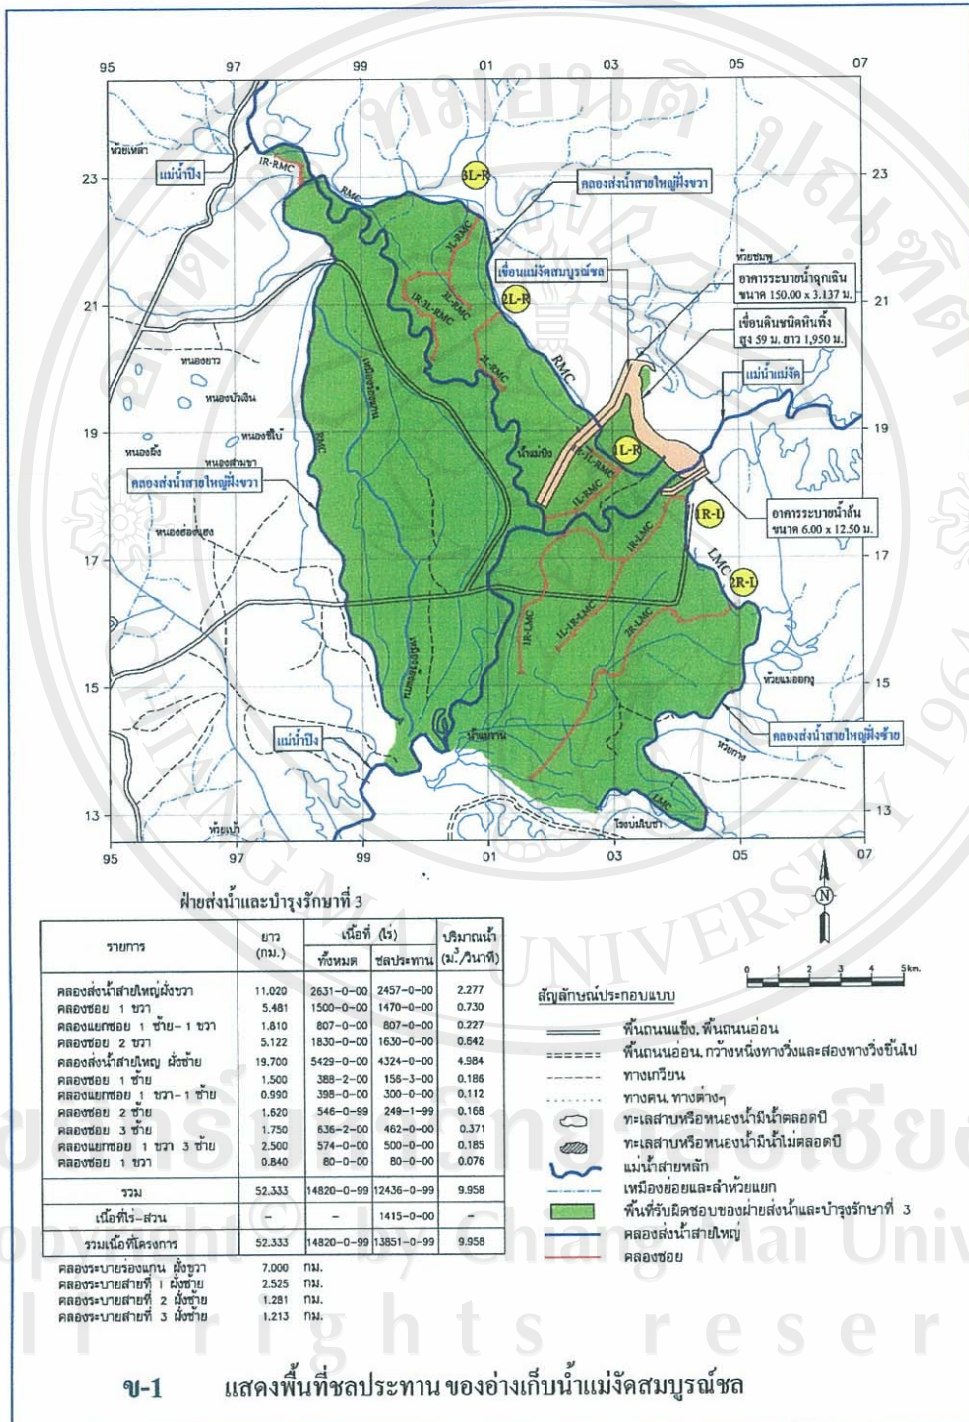 95 97 99 01 03 05 07
ห้วยเหล่า
แม่น้ำปิง
1R-RMC
RMC
3L-R
คลองส่งน้ำสายใหญ่ฝั่งขวา
23 23
3L-RMC
เขื่อนแม่งัดสมบูรณ์ชล
ห้วยชมพู
อาคารระบายน้ำฉุกเฉิน
ขนาด 150.00 x 3.137 ม.
2L-R
1R-3L-RMC
3L-RMC
21 21
เขื่อนดินชนิดหินทิ้ง
สูง 59 ม. ยาว 1,950 ม.
หนองยาว
2L-RMC
RMC
แม่น้ำแม่งัด
หนองบัวเงิน
19 19
หนองผึ้ง
หนองสามขา
RMC
น้ำแม่ปิง
1L-R
1R-1L-RMC
คลองส่งน้ำสายใหญ่ฝั่งขวา
1L-RMC
1R-L
อาคารระบายน้ำล้น
ขนาด 6.00 x 12.50 ม.
หนองฮ่องแฮง
17 17
1R-LMC
LMC
2R-L
1R-LMC
1L-1R-LMC
2R-LMC
15 15
ห้วยแม่ออกฮู
แม่น้ำปิง
คลองส่งน้ำสายใหญ่ฝั่งซ้าย
LMC
13 13
ห้วยเป้า
โรงบ่มใบชา
95 97 99 01 03 05 07
N
ฝ่ายส่งน้ำและบำรุงรักษาที่ 3
รายการ ยาว (กม.) เนื้อที่ (ไร่) ปริมาณน้ำ (ม.³/วินาที)
ทั้งหมด ชลประทาน
คลองส่งน้ำสายใหญ่ฝั่งขวา 11.020 2631-0-00 2457-0-00 2.277
คลองซอย 1 ขวา 5.481 1500-0-00 1470-0-00 0.730
คลองแยกซอย 1 ซ้าย-1 ขวา 1.810 807-0-00 807-0-00 0.227
คลองซอย 2 ขวา 5.122 1830-0-00 1630-0-00 0.642
คลองส่งน้ำสายใหญ่ ฝั่งซ้าย 19.700 5429-0-00 4324-0-00 4.984
คลองซอย 1 ซ้าย 1.500 388-2-00 156-3-00 0.186
คลองแยกซอย 1 ขวา-1 ซ้าย 0.990 398-0-00 300-0-00 0.112
คลองซอย 2 ซ้าย 1.620 546-0-99 249-1-99 0.168
คลองซอย 3 ซ้าย 1.750 636-2-00 462-0-00 0.371
คลองแยกซอย 1 ขวา 3 ซ้าย 2.500 574-0-00 500-0-00 0.185
คลองซอย 1 ขวา 0.840 80-0-00 80-0-00 0.076
รวม 52.333 14820-0-99 12436-0-99 9.958
เนื้อที่ไร่-สวน – – 1415-0-00 –
รวมเนื้อที่โครงการ 52.333 14820-0-99 13851-0-99 9.958
คลองระบายร่องแกน ฝั่งขวา 7.000 กม.
คลองระบายสายที่ 1 ฝั่งซ้าย 2.525 กม.
คลองระบายสายที่ 2 ฝั่งซ้าย 1.281 กม.
คลองระบายสายที่ 3 ฝั่งซ้าย 1.213 กม.
0 1 2 3 4 5km.
สัญลักษณ์ประกอบแบบ
พื้นถนนแข็ง, พื้นถนนอ่อน
พื้นถนนอ่อน, กว้างหนึ่งทางวิ่งและสองทางวิ่งขึ้นไป
ทางเกวียน
ทางคน, ทางต่างๆ
ทะเลสาบหรือหนองน้ำมีน้ำตลอดปี
ทะเลสาบหรือหนองน้ำมีน้ำไม่ตลอดปี
แม่น้ำสายหลัก
เหมืองย่อยและลำห้วยแยก
พื้นที่รับผิดชอบของฝ่ายส่งน้ำและบำรุงรักษาที่ 3
คลองส่งน้ำสายใหญ่
คลองซอย
ข-1 แสดงพื้นที่ชลประทาน ของอ่างเก็บน้ำแม่งัดสมบูรณ์ชล
CHIANG MAI UNIVERSITY 1964
by Chiang Mai Univ
rights reser